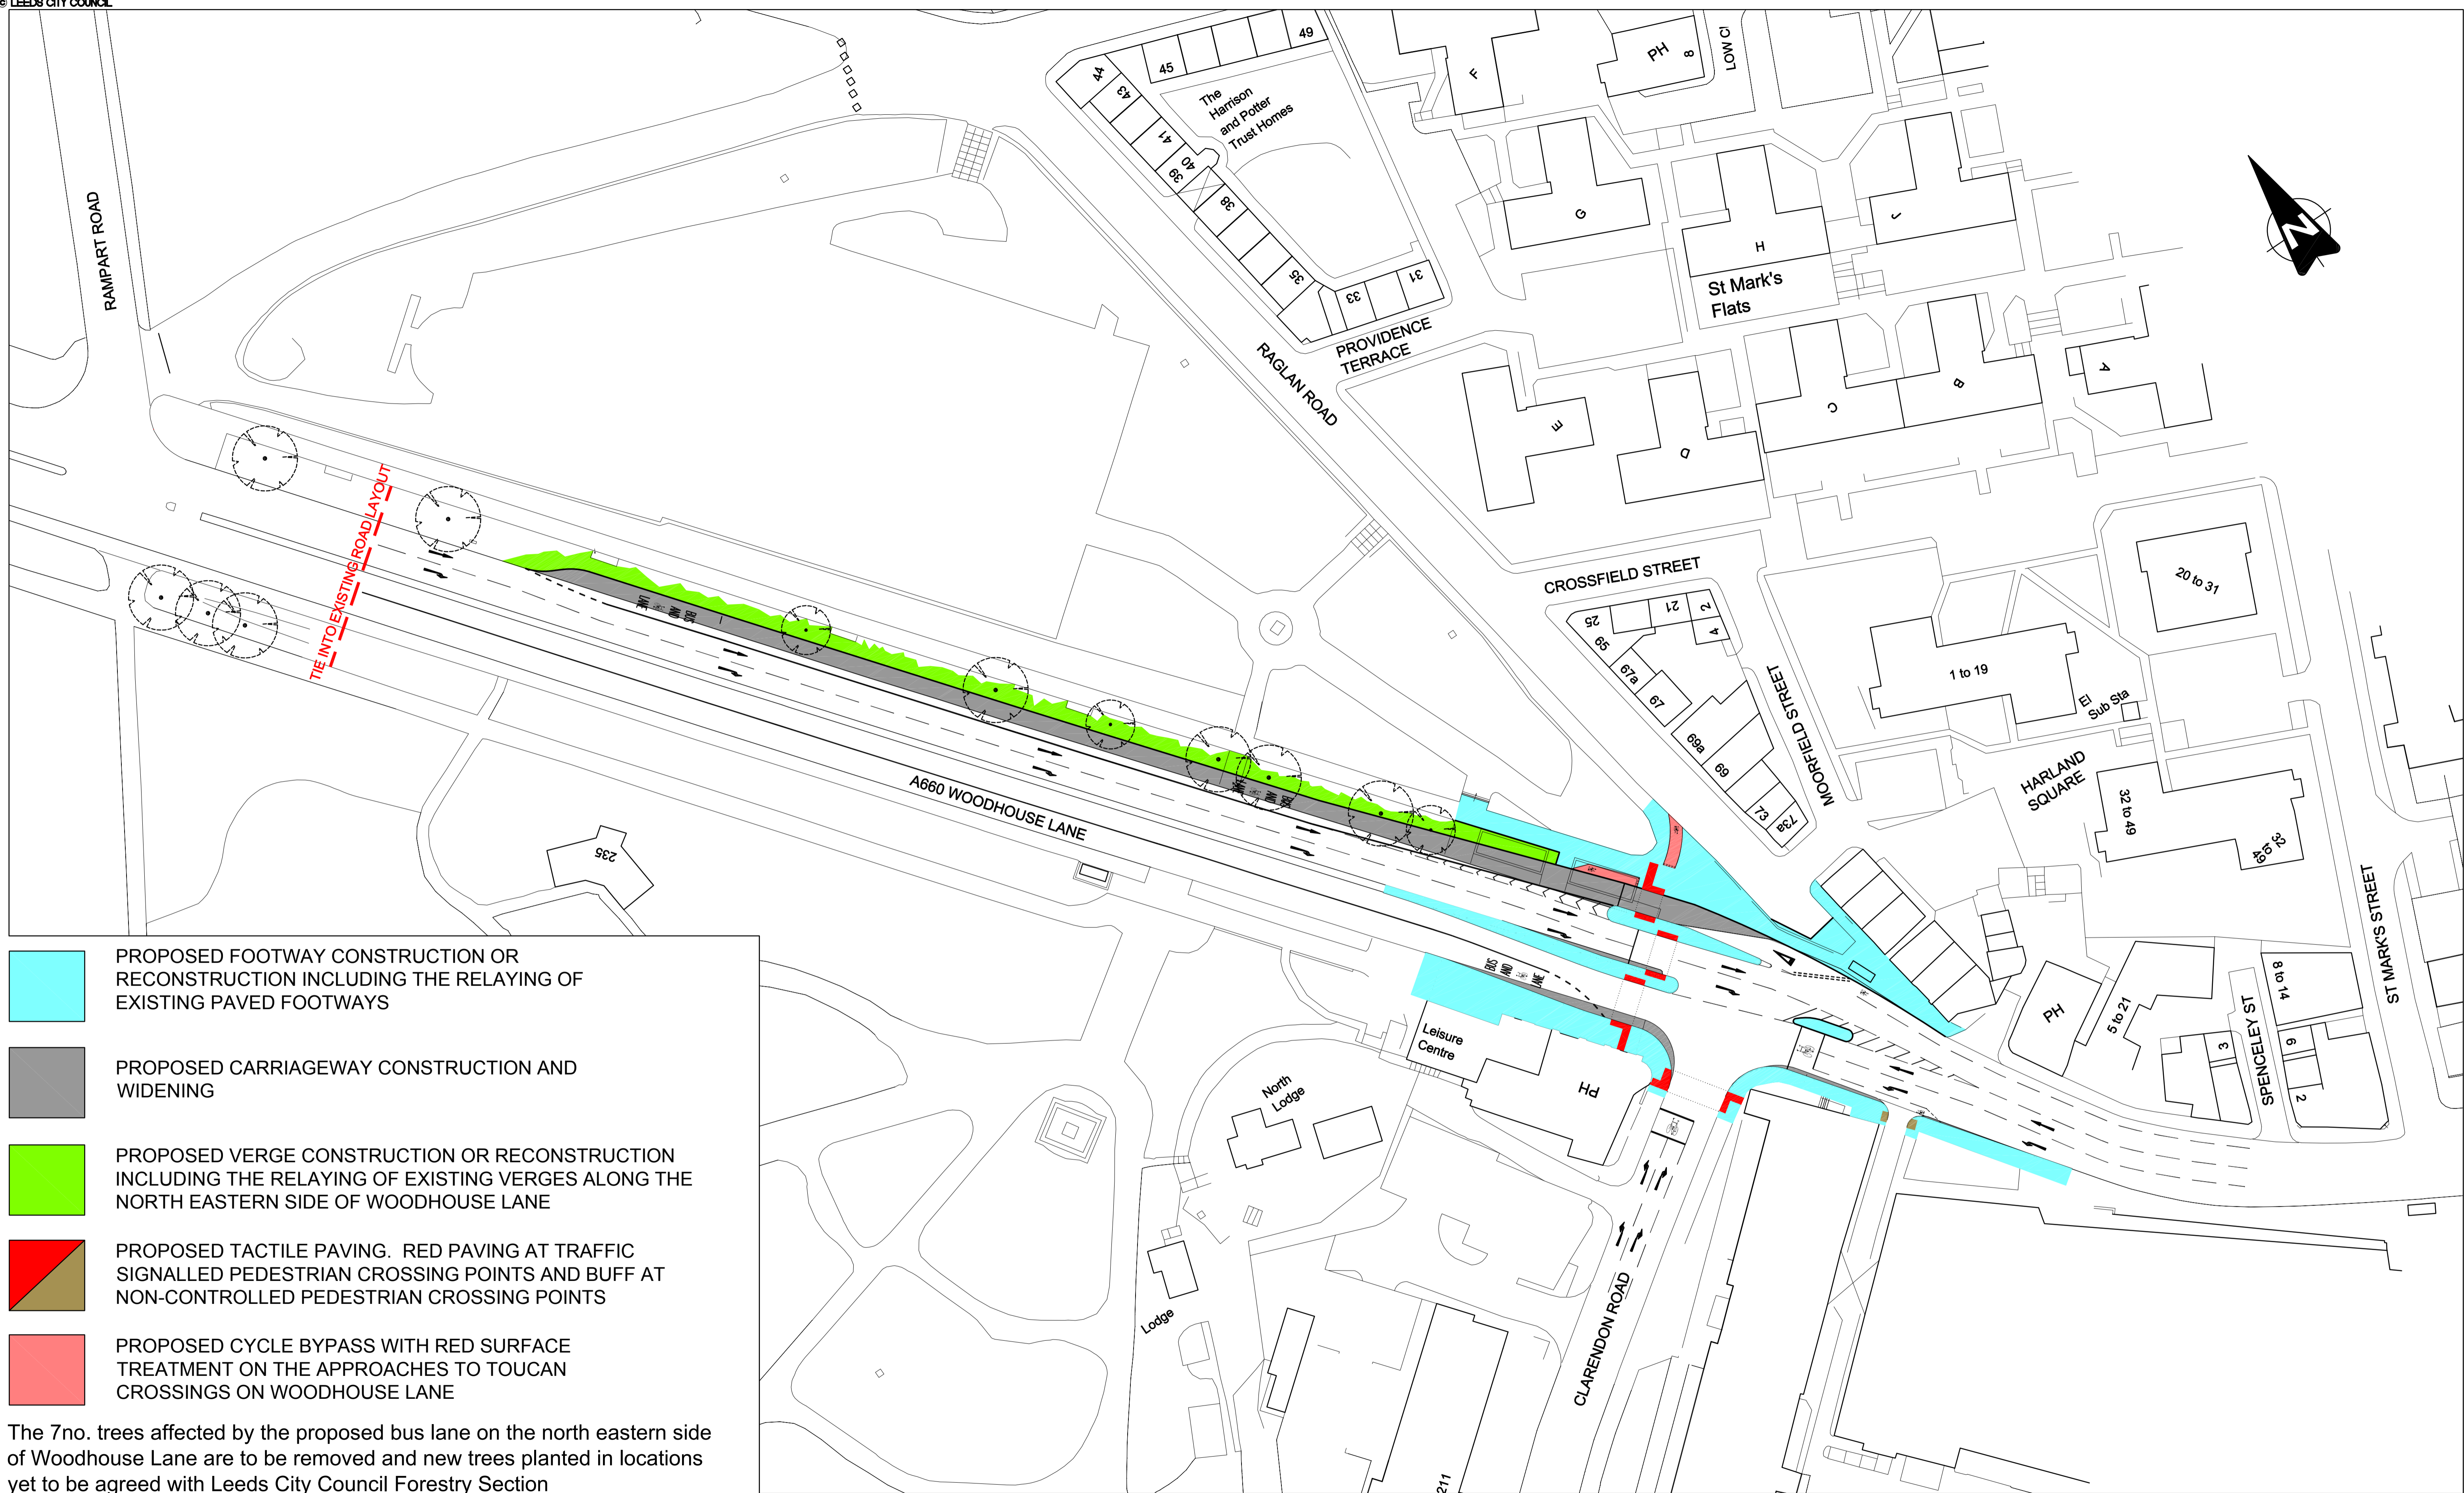 © LEEDS CITY COUNCIL
RAMPART ROAD
44
43
41
40
39
38
35
33
31
45
49
The
Harrison
and Potter
Trust Homes
PROVIDENCE
TERRACE
RAGLAN ROAD
F
PH
8
G
H
J
St Mark's
Flats
E
D
C
B
A
N
TIE INTO EXISTING ROAD LAYOUT
BUS
AND
LANE
BUS
AND
LANE
A660 WOODHOUSE LANE
CROSSFIELD STREET
25
21
2
4
65
67a
67
69a
69
73
73a
MOORFIELD STREET
1 to 19
20 to 31
El
Sub Sta
HARLAND
SQUARE
32 to 49
32
to
49
ST MARK'S STREET
PH
5 to 21
SPENCELEY ST
8 to 14
3
6
2
235
BUS
AND
LANE
Leisure
Centre
PH
North
Lodge
Lodge
CLARENDON ROAD
211
PROPOSED FOOTWAY CONSTRUCTION OR
RECONSTRUCTION INCLUDING THE RELAYING OF
EXISTING PAVED FOOTWAYS
PROPOSED CARRIAGEWAY CONSTRUCTION AND
WIDENING
PROPOSED VERGE CONSTRUCTION OR RECONSTRUCTION
INCLUDING THE RELAYING OF EXISTING VERGES ALONG THE
NORTH EASTERN SIDE OF WOODHOUSE LANE
PROPOSED TACTILE PAVING. RED PAVING AT TRAFFIC
SIGNALLED PEDESTRIAN CROSSING POINTS AND BUFF AT
NON-CONTROLLED PEDESTRIAN CROSSING POINTS
PROPOSED CYCLE BYPASS WITH RED SURFACE
TREATMENT ON THE APPROACHES TO TOUCAN
CROSSINGS ON WOODHOUSE LANE
The 7no. trees affected by the proposed bus lane on the north eastern side
of Woodhouse Lane are to be removed and new trees planted in locations
yet to be agreed with Leeds City Council Forestry Section